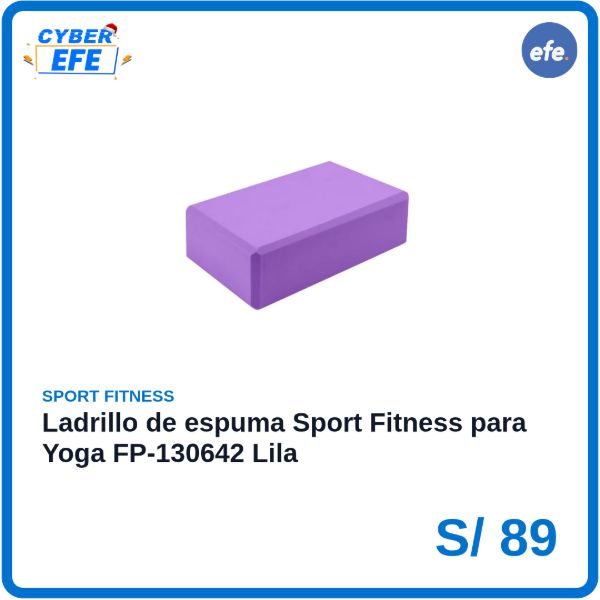 CYBER
EFE
efe.
SPORT FITNESS
Ladrillo de espuma Sport Fitness para
Yoga FP-130642 Lila
S/ 89